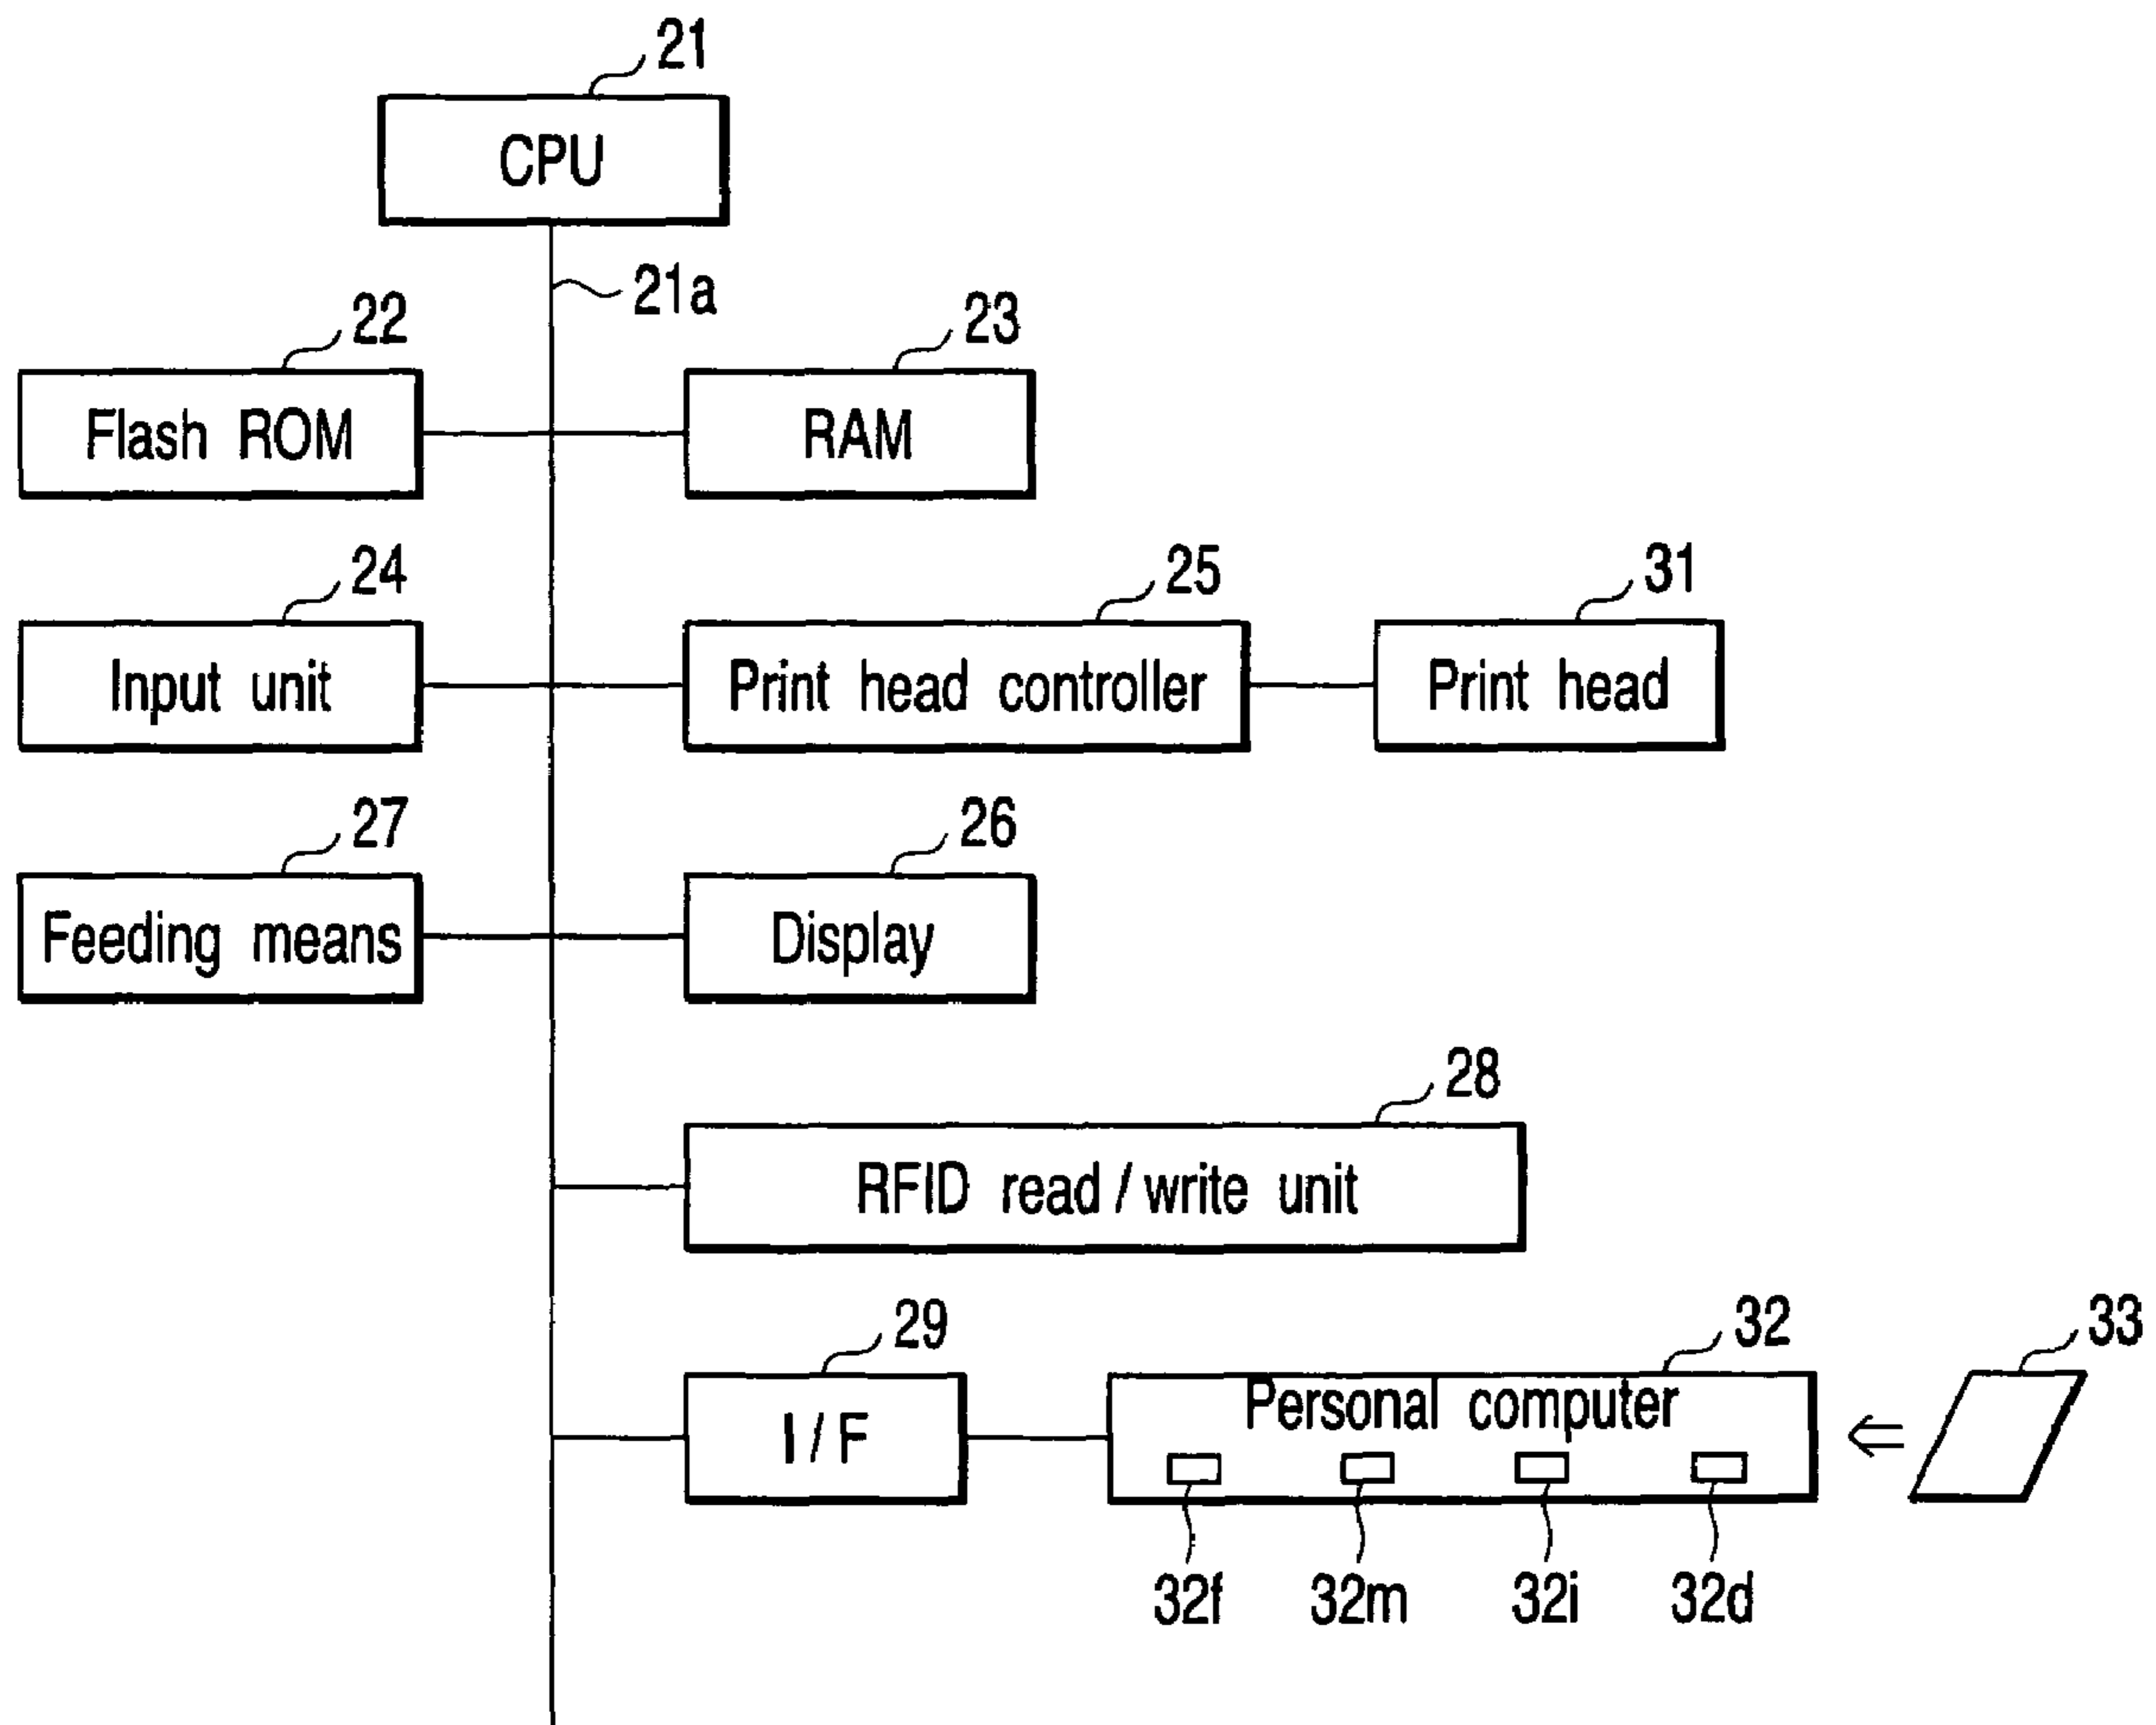 21
CPU
21a
22
23
Flash ROM
RAM
24
25
31
Input unit
Print head controller
Print head
27
26
Feeding means
Display
28
RFID read / write unit
29
32
33
I / F
Personal computer
32f
32m
32i
32d